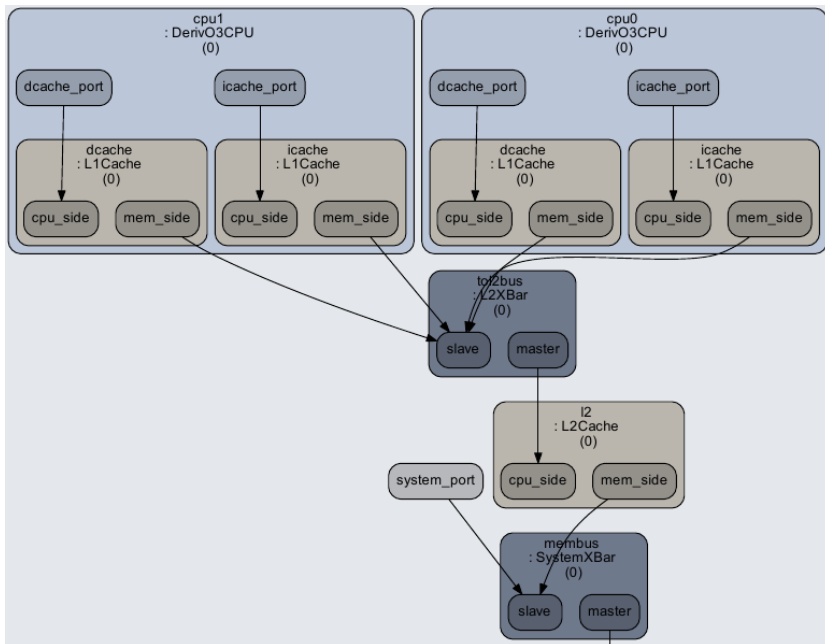 cpu1
: DerivO3CPU
(0)
dcache_port
icache_port
dcache
: L1Cache
(0)
icache
: L1Cache
(0)
cpu_side
mem_side
cpu_side
mem_side
cpu0
: DerivO3CPU
(0)
dcache_port
icache_port
dcache
: L1Cache
(0)
icache
: L1Cache
(0)
cpu_side
mem_side
cpu_side
mem_side
tol2bus
: L2XBar
(0)
slave
master
l2
: L2Cache
(0)
system_port
cpu_side
mem_side
membus
: SystemXBar
(0)
slave
master